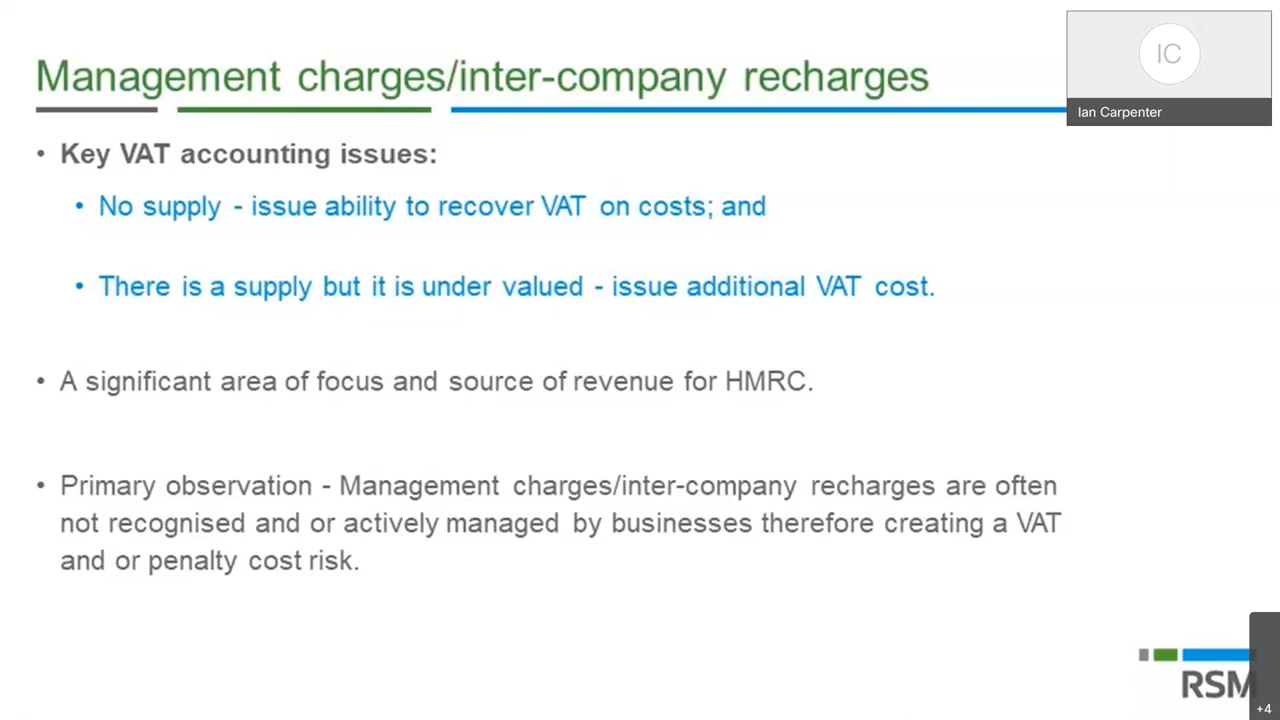 Management charges/inter-company recharges
IC
Ian Carpenter
• Key VAT accounting issues:
• No supply - issue ability to recover VAT on costs; and
• There is a supply but it is under valued - issue additional VAT cost.
• A significant area of focus and source of revenue for HMRC.
• Primary observation - Management charges/inter-company recharges are often
not recognised and or actively managed by businesses therefore creating a VAT
and or penalty cost risk.
RSM
+4